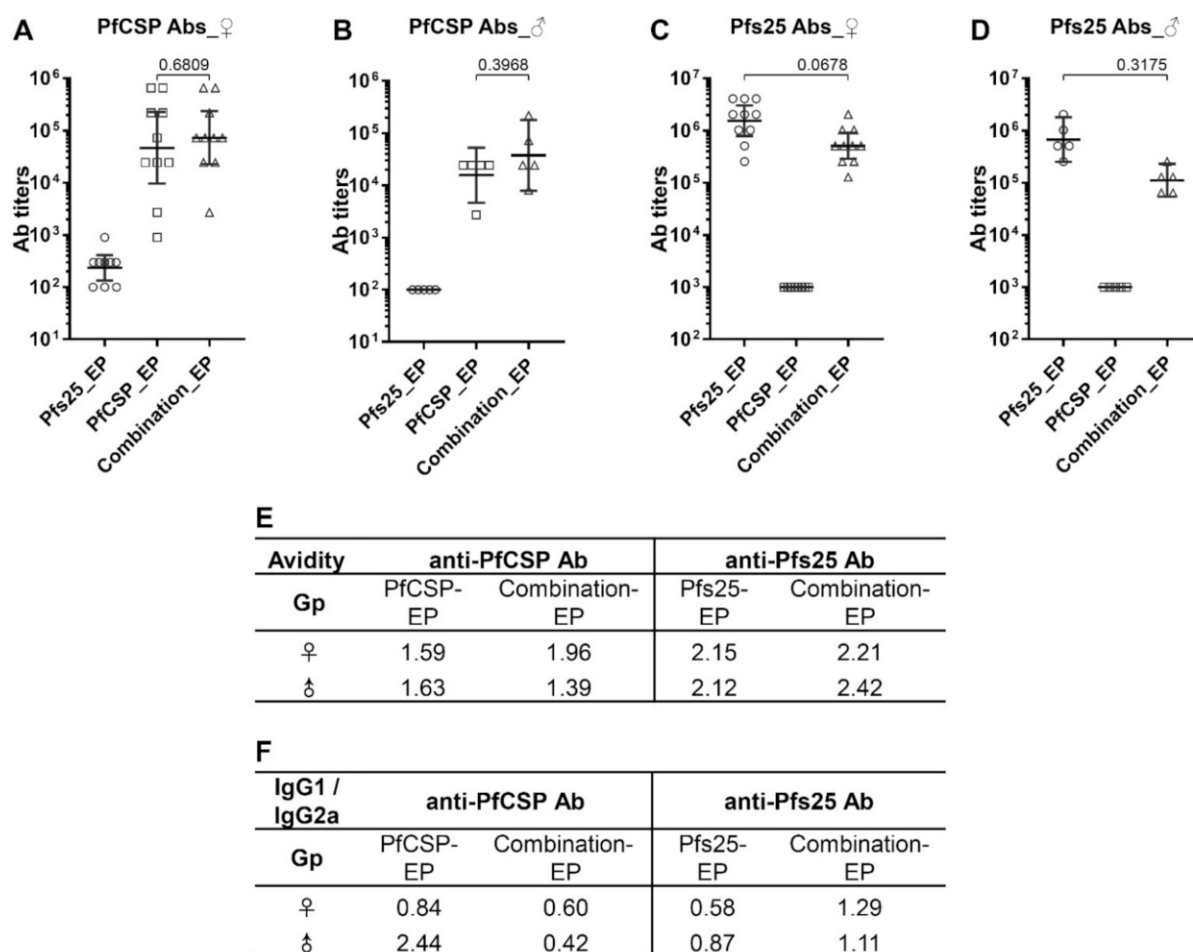 A PfCSP Abs_♀
0.6809
10⁶
10⁵
10⁴
10³
10²
10¹
Ab titers
Pfs25_EP
PfCSP_EP
Combination_EP
B PfCSP Abs_♂
0.3968
10⁶
10⁵
10⁴
10³
10²
10¹
Ab titers
Pfs25_EP
PfCSP_EP
Combination_EP
C Pfs25 Abs_♀
0.0678
10⁷
10⁶
10⁵
10⁴
10³
10²
Ab titers
Pfs25_EP
PfCSP_EP
Combination_EP
D Pfs25 Abs_♂
0.3175
10⁷
10⁶
10⁵
10⁴
10³
10²
Ab titers
Pfs25_EP
PfCSP_EP
Combination_EP
E
Avidity anti-PfCSP Ab anti-Pfs25 Ab
Gp PfCSP- Combination- Pfs25- Combination-
EP EP EP EP
♀ 1.59 1.96 2.15 2.21
♂ 1.63 1.39 2.12 2.42
F
IgG1 /
IgG2a anti-PfCSP Ab anti-Pfs25 Ab
Gp PfCSP- Combination- Pfs25- Combination-
EP EP EP EP
♀ 0.84 0.60 0.58 1.29
♂ 2.44 0.42 0.87 1.11